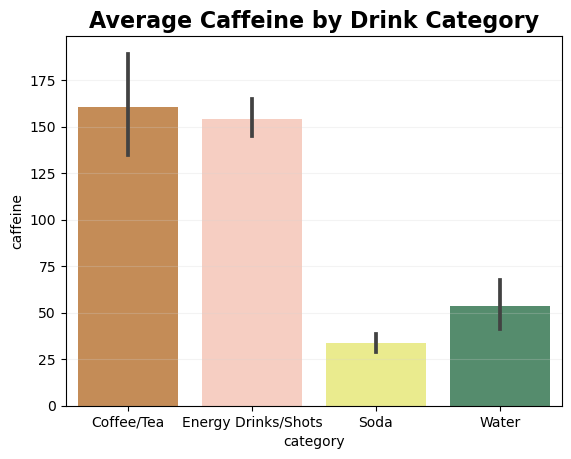 Average Caffeine by Drink Category
175
150
125
100
75
50
25
0
caffeine
Coffee/Tea Energy Drinks/Shots Soda Water
category